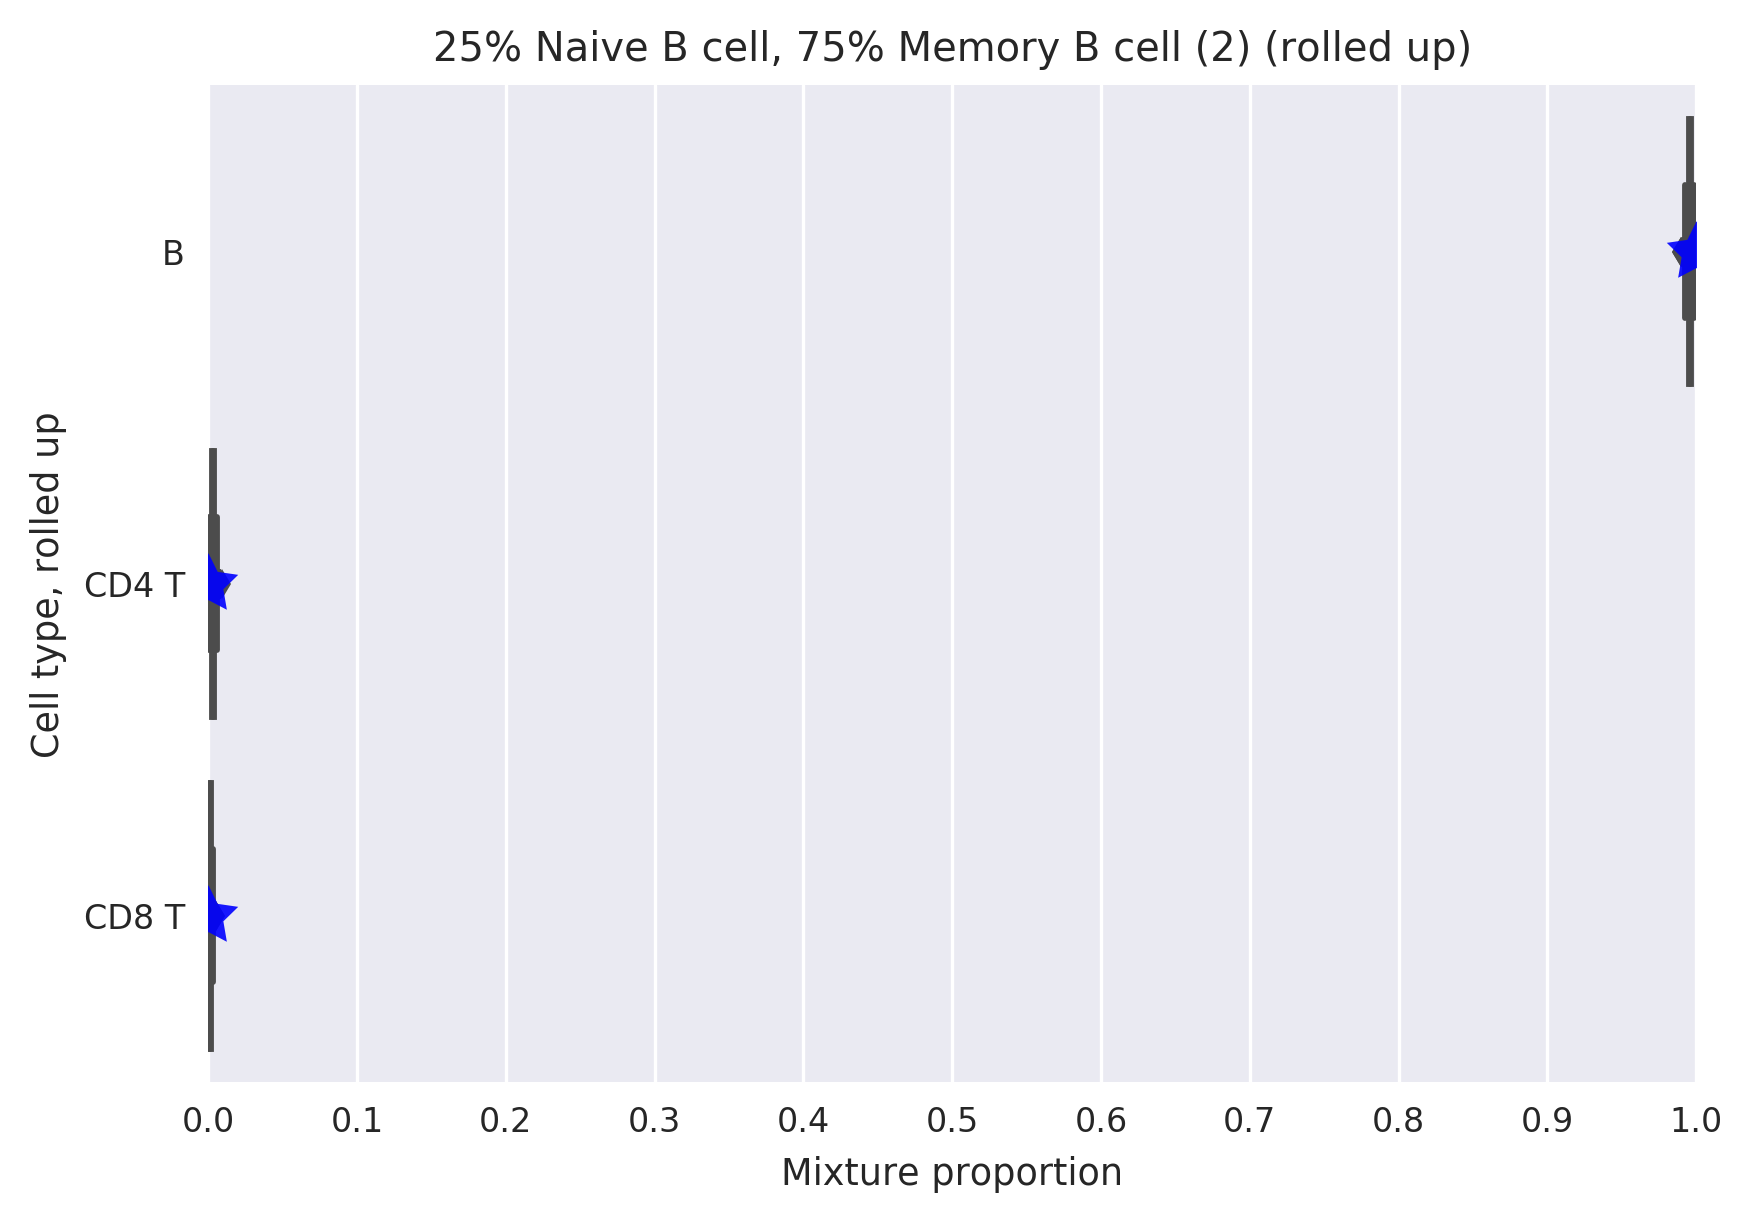 25% Naive B cell, 75% Memory B cell (2) (rolled up)
B
CD4 T
CD8 T
Cell type, rolled up
0.0 0.1 0.2 0.3 0.4 0.5 0.6 0.7 0.8 0.9 1.0
Mixture proportion